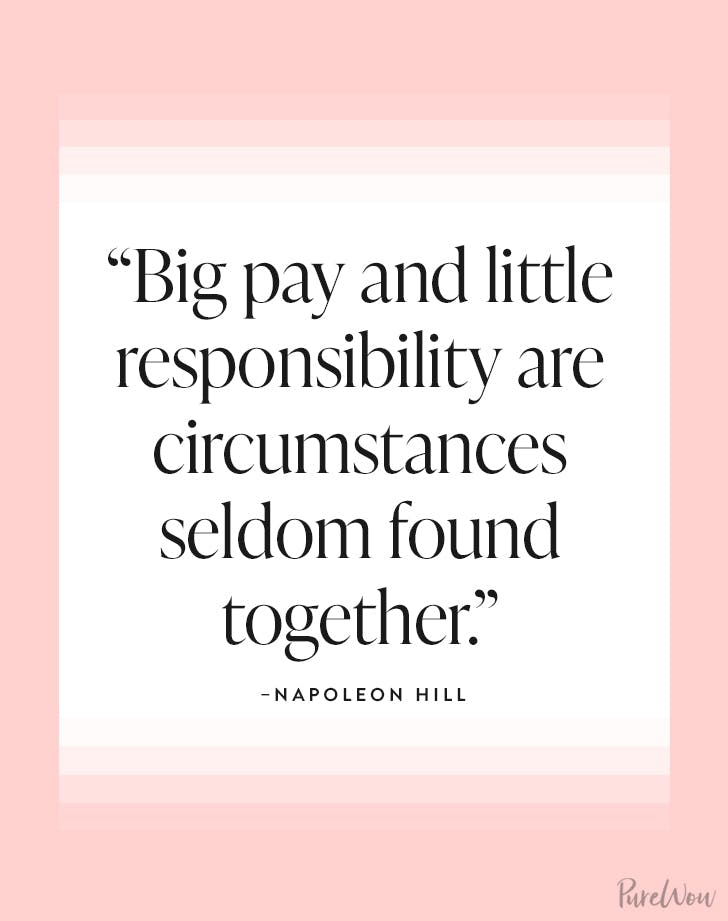 “Big pay and little
responsibility are
circumstances
seldom found
together.”
–NAPOLEON HILL
PureWow